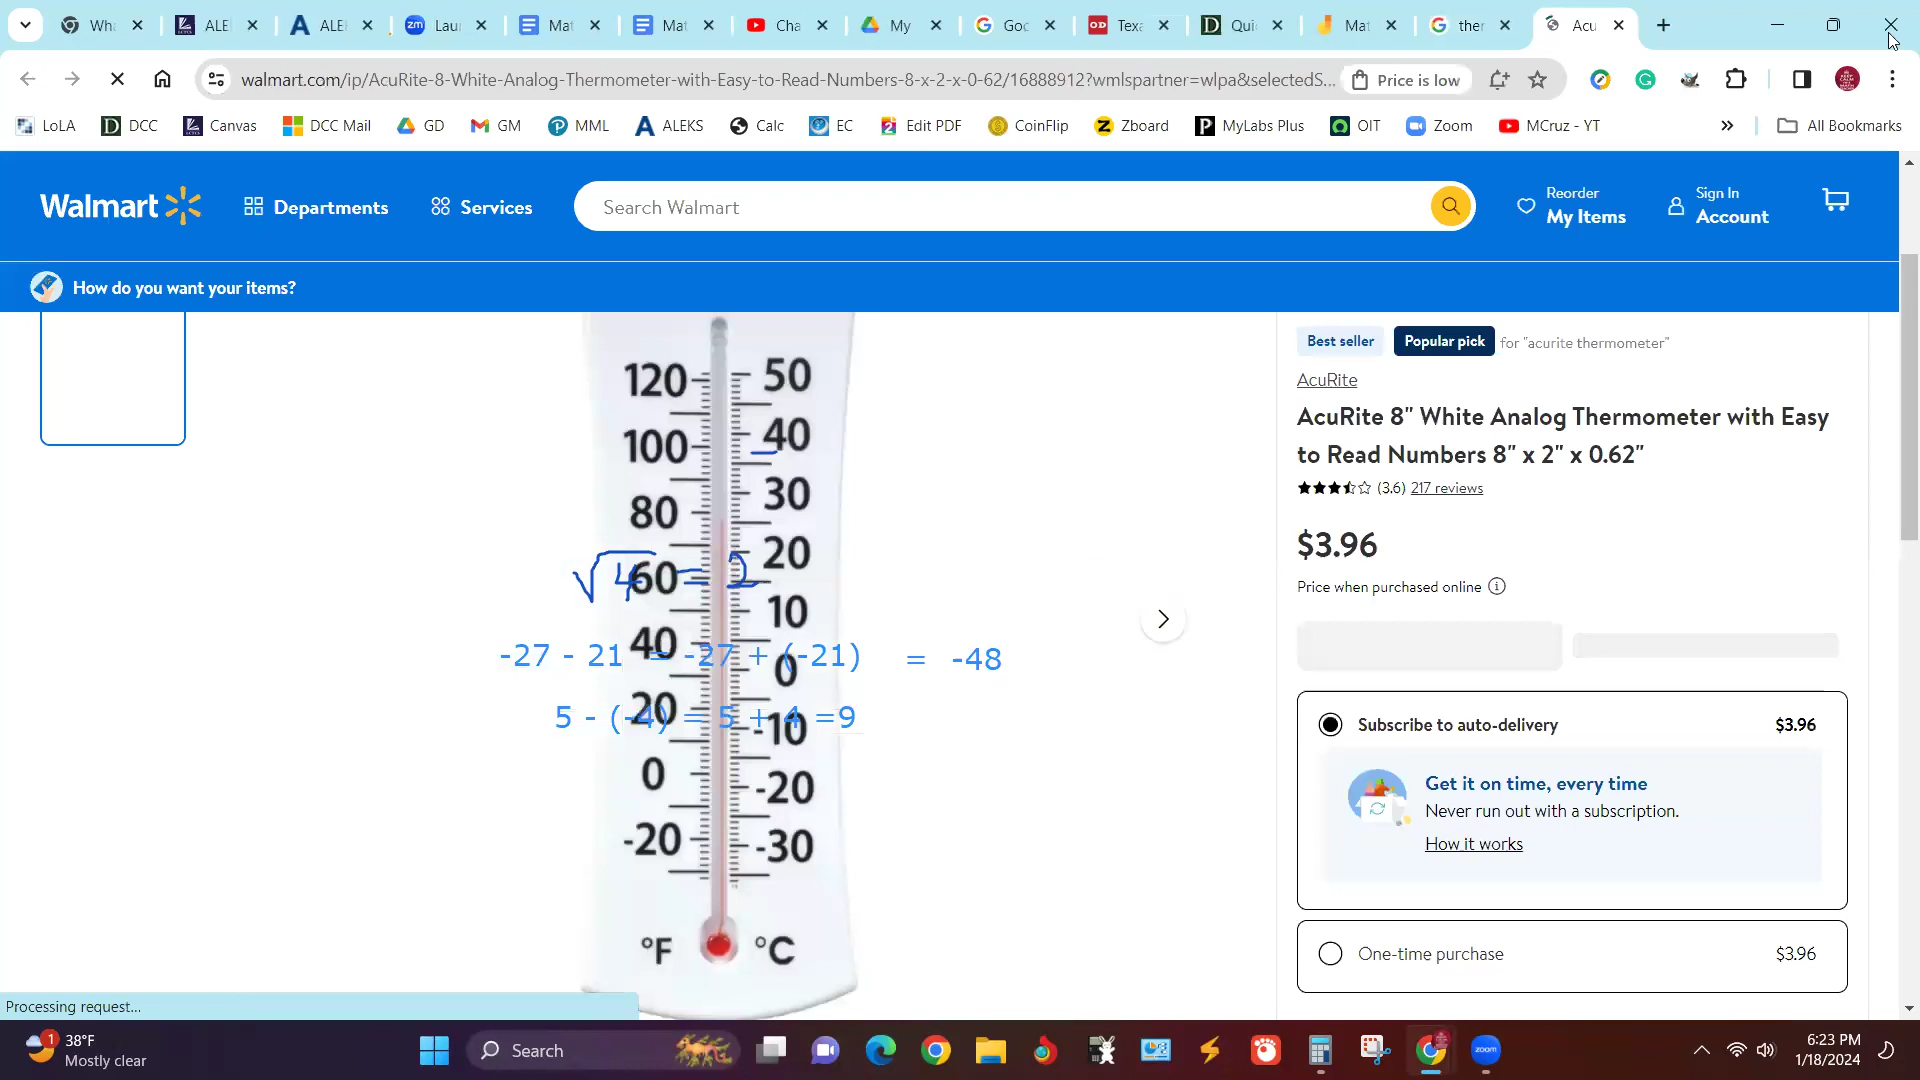 Wha
ALE
ALE
Lau
Mat
Mat
Cha
My
Goo
Texa
Qui
Mat
ther
Acu
walmart.com/ip/AcuRite-8-White-Analog-Thermometer-with-Easy-to-Read-Numbers-8-x-2-x-0-62/16888912?wmlspartner=wlpa&selectedS...
Price is low
LoLA DCC Canvas DCC Mail GD GM MML ALEKS Calc EC Edit PDF CoinFlip Zboard MyLabs Plus OIT Zoom MCruz - YT » All Bookmarks
Walmart
Departments
Services
Search Walmart
Reorder
My Items
Sign In
Account
How do you want your items?
120 50
100 40
80 30
20
60 10
40 0
20 -10
0 -20
-20 -30
°F °C
√4 = 2
-27 - 21 = -27 + (-21) = -48
5 - (-4) = 5 + 4 =9
Best seller
Popular pick
for "acurite thermometer"
AcuRite
AcuRite 8" White Analog Thermometer with Easy
to Read Numbers 8" x 2" x 0.62"
(3.6) 217 reviews
$3.96
Price when purchased online
Subscribe to auto-delivery $3.96
Get it on time, every time
Never run out with a subscription.
How it works
One-time purchase $3.96
Processing request...
1
38°F
Mostly clear
Search
zoom
6:23 PM
1/18/2024